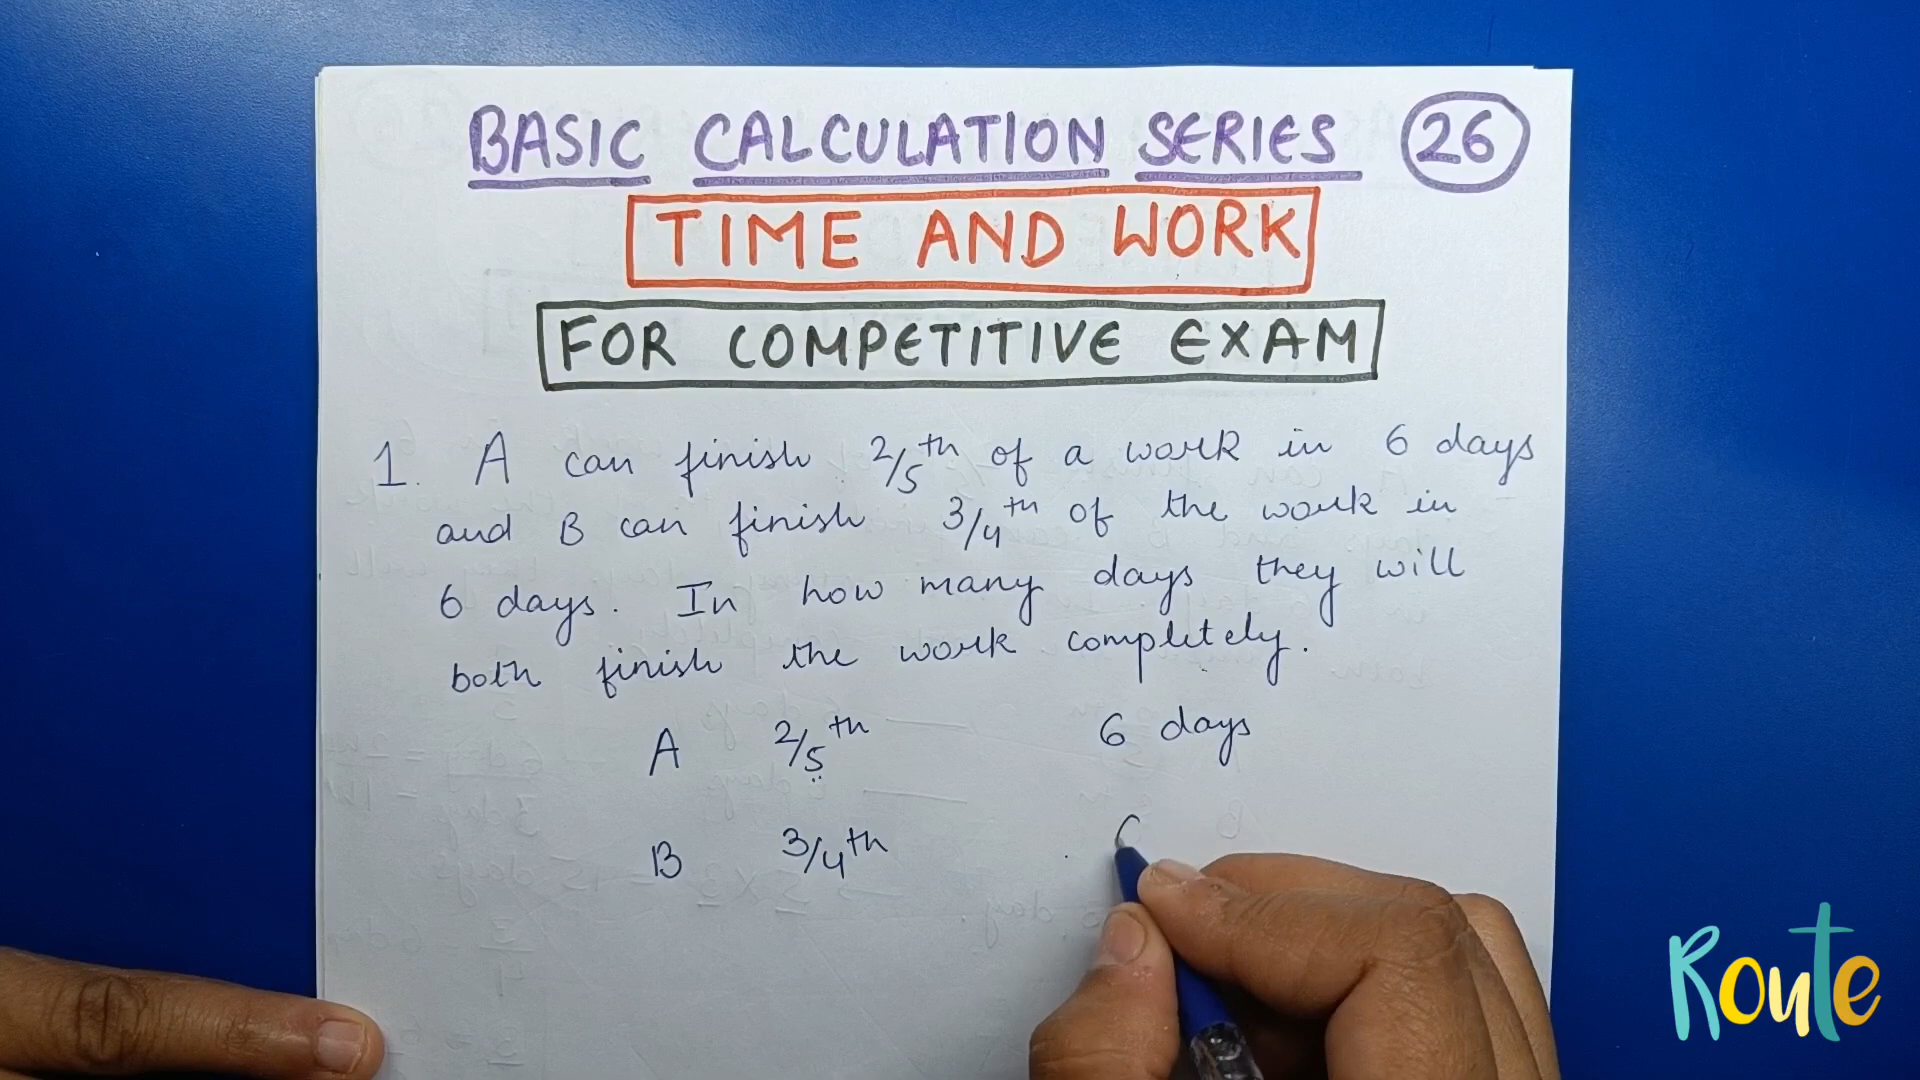 BASIC CALCULATION SERIES 26
TIME AND WORK
FOR COMPETITIVE EXAM
1. A can finish 2/5th of a work in 6 days
and B can finish 3/4th of the work in
6 days. In how many days they will
both finish the work completely.
A 2/5th 6 days
B 3/4th
Route